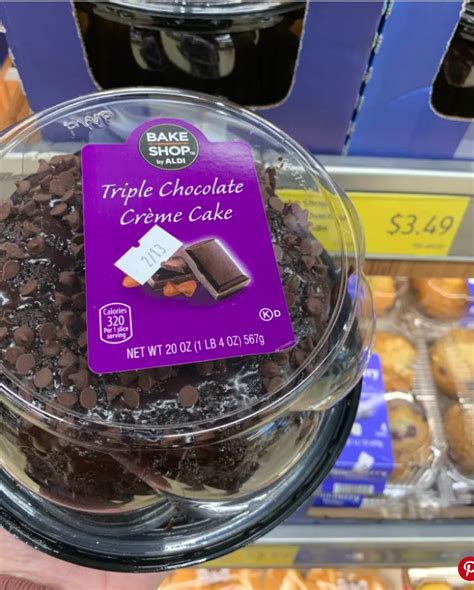 BAKE
SHOP
by ALDI
Triple Chocolate
Crème Cake
2/13
Calories
320
Per 1 slice
serving
K D
NET WT 20 OZ (1 LB 4 OZ) 567g
$3.49